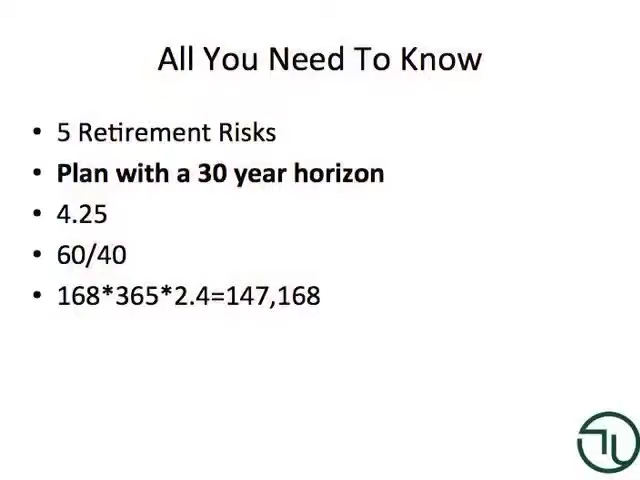 All You Need To Know
• 5 Retirement Risks
• Plan with a 30 year horizon
• 4.25
• 60/40
• 168*365*2.4=147,168